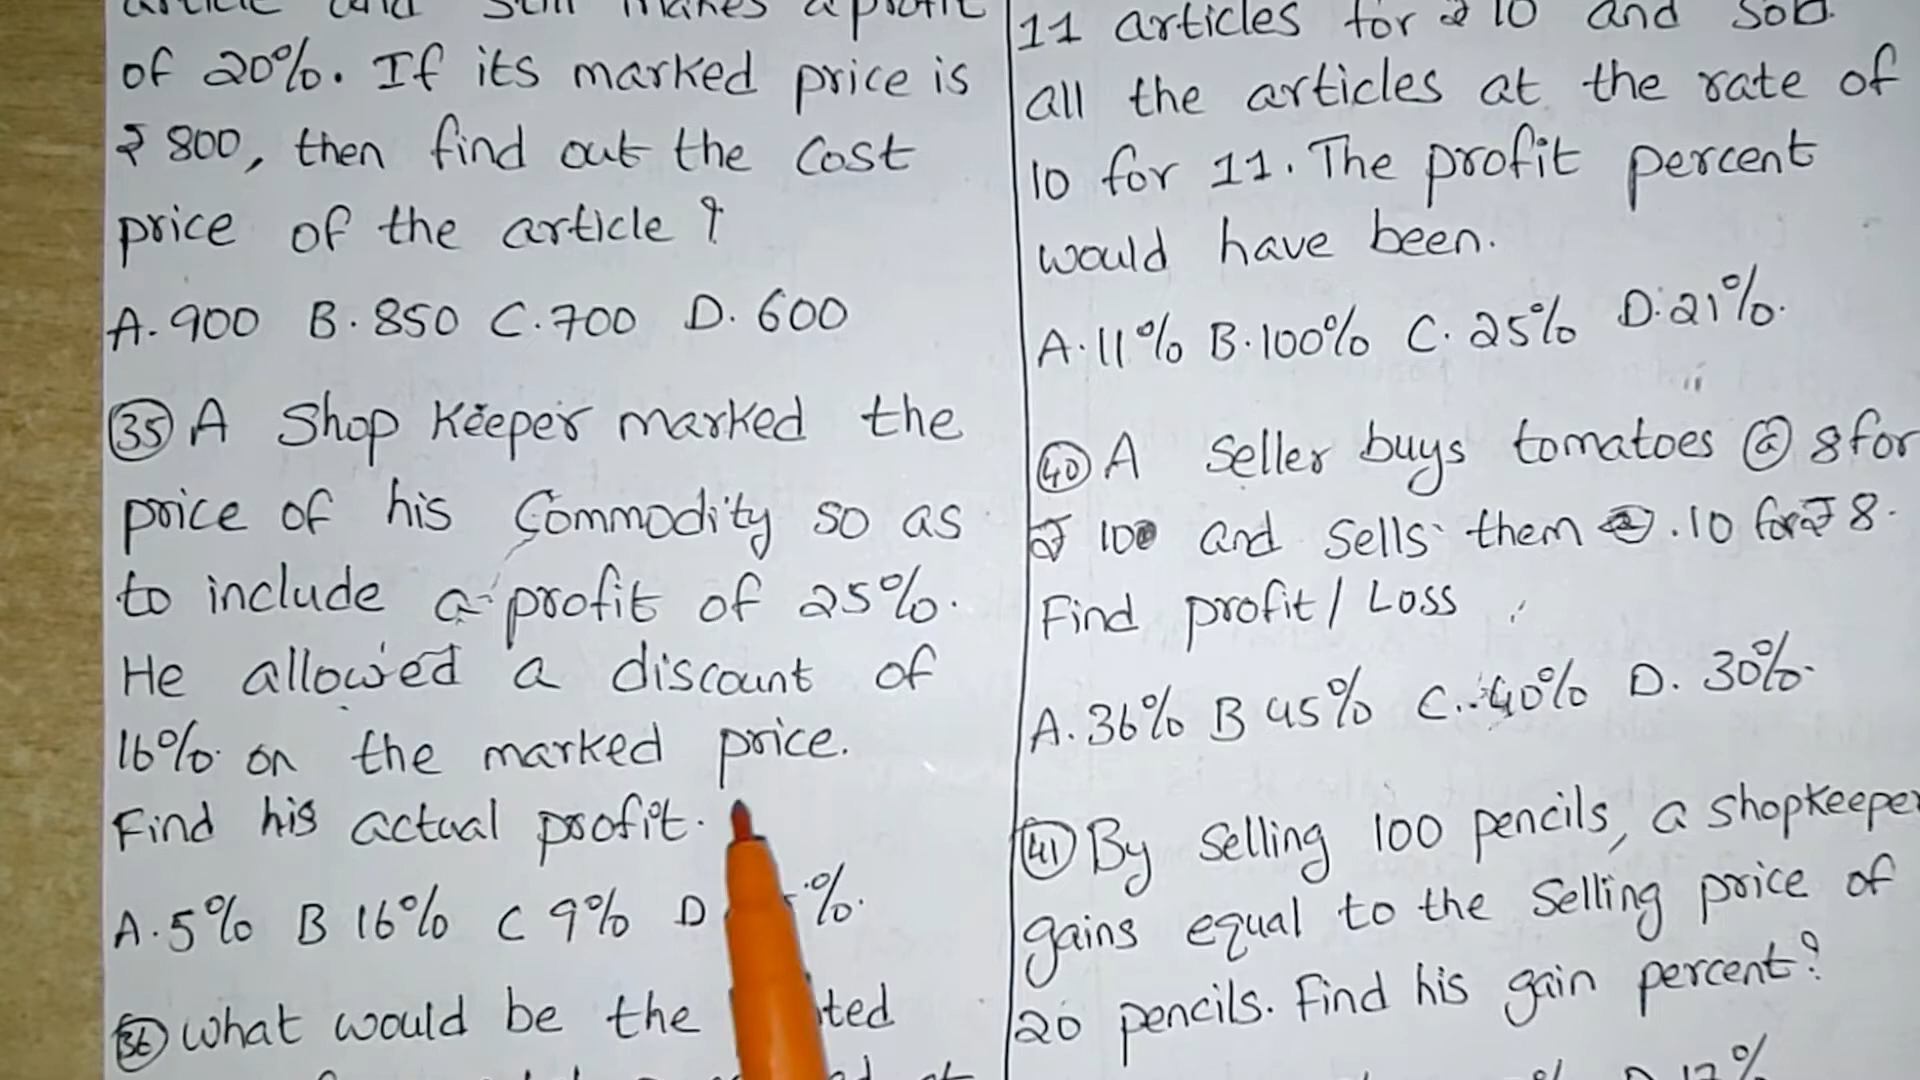 of 20%. If its marked price is
₹ 800, then find out the cost
price of the article ?
A. 900 B. 850 C. 700 D. 600
35 A Shop Keeper marked the
price of his Commodity so as
to include a profit of 25%.
He allowed a discount of
16% on the marked price.
Find his actual profit.
A. 5% B 16% C 9% D %.
36 What would be the
11 articles for ₹ 10 and sold
all the articles at the rate of
10 for 11. The profit percent
would have been.
A. 11% B. 100% C. 25% D. 21%.
40 A Seller buys tomatoes @ 8 for
₹ 10 and sells them @. 10 for ₹ 8.
Find profit / Loss
A. 36% B 45% C. 40% D. 30%.
41 By Selling 100 pencils, a shopkeeper
gains equal to the Selling price of
20 pencils. Find his gain percent?